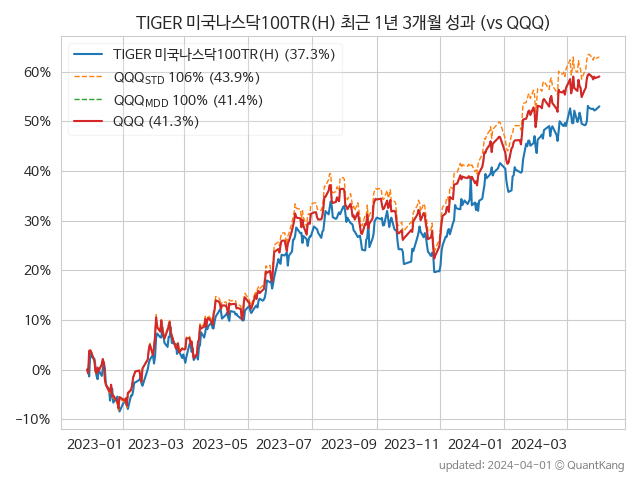 TIGER 미국나스닥100TR(H) 최근 1년 3개월 성과 (vs QQQ)
TIGER 미국나스닥100TR(H) (37.3%)
QQQSTD 106% (43.9%)
QQQMDD 100% (41.4%)
QQQ (41.3%)
60%
50%
40%
30%
20%
10%
0%
−10%
2023-01 2023-03 2023-05 2023-07 2023-09 2023-11 2024-01 2024-03
updated: 2024-04-01 © QuantKang